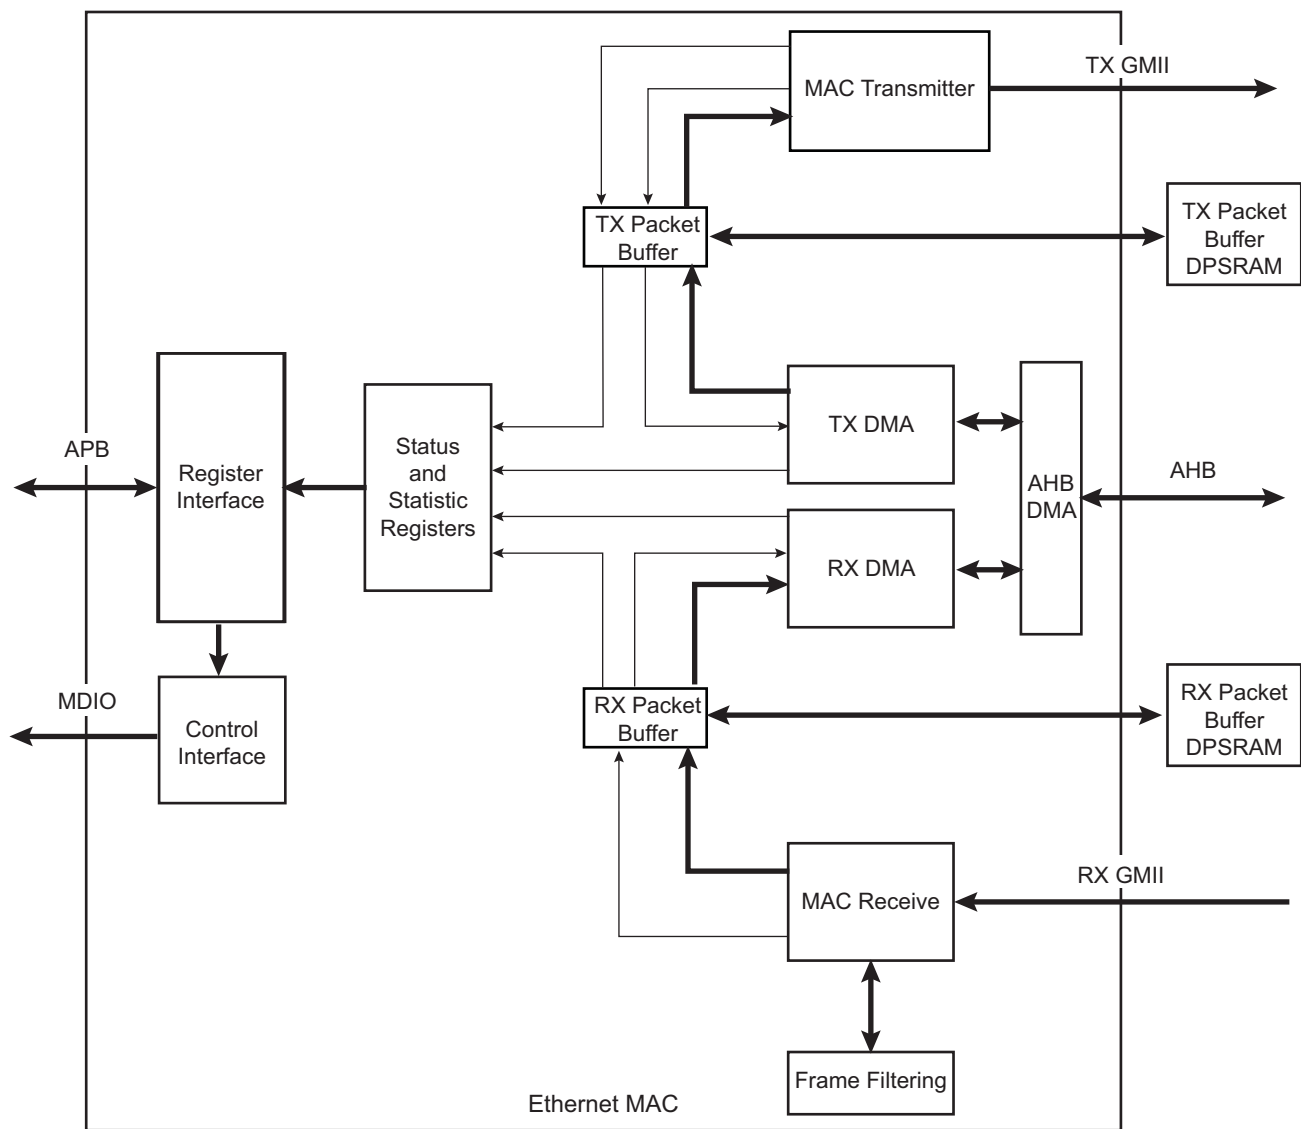 TX GMII
MAC Transmitter
TX Packet
Buffer
DPSRAM
TX Packet
Buffer
APB
Register
Interface
Status
and
Statistic
Registers
TX DMA
AHB
DMA
AHB
RX DMA
MDIO
Control
Interface
RX Packet
Buffer
RX Packet
Buffer
DPSRAM
RX GMII
MAC Receive
Frame Filtering
Ethernet MAC